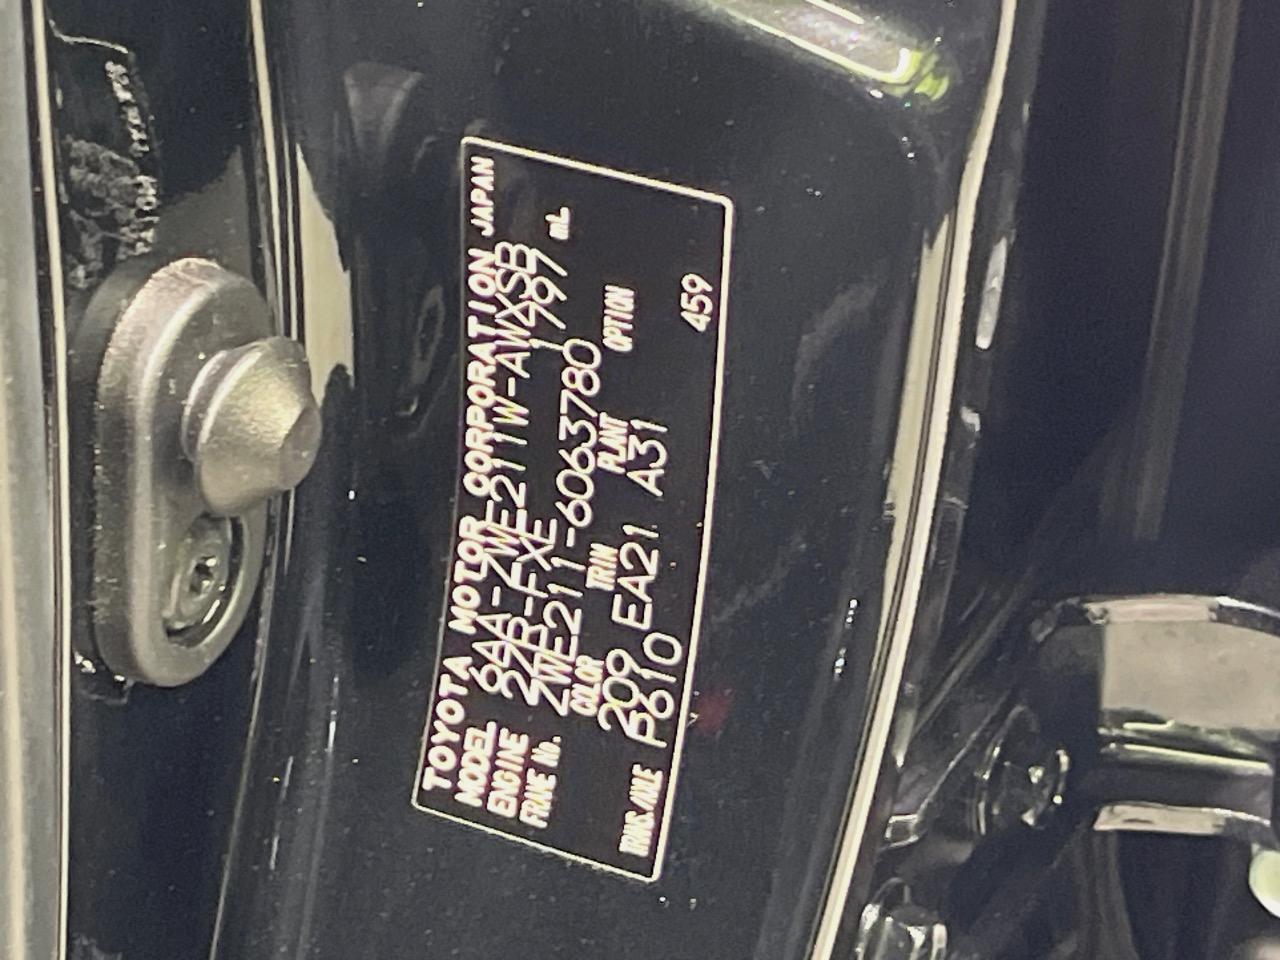 TOYOTA MOTOR CORPORATION JAPAN
MODEL 6AA-ZWE211W-AWXSB
ENGINE 2ZR-FXE 1797 mL
FRAME No. ZWE211-6063780
COLOR TRIM PLANT OPTION
209 EA21 A31
TRNS./AXLE P610 459